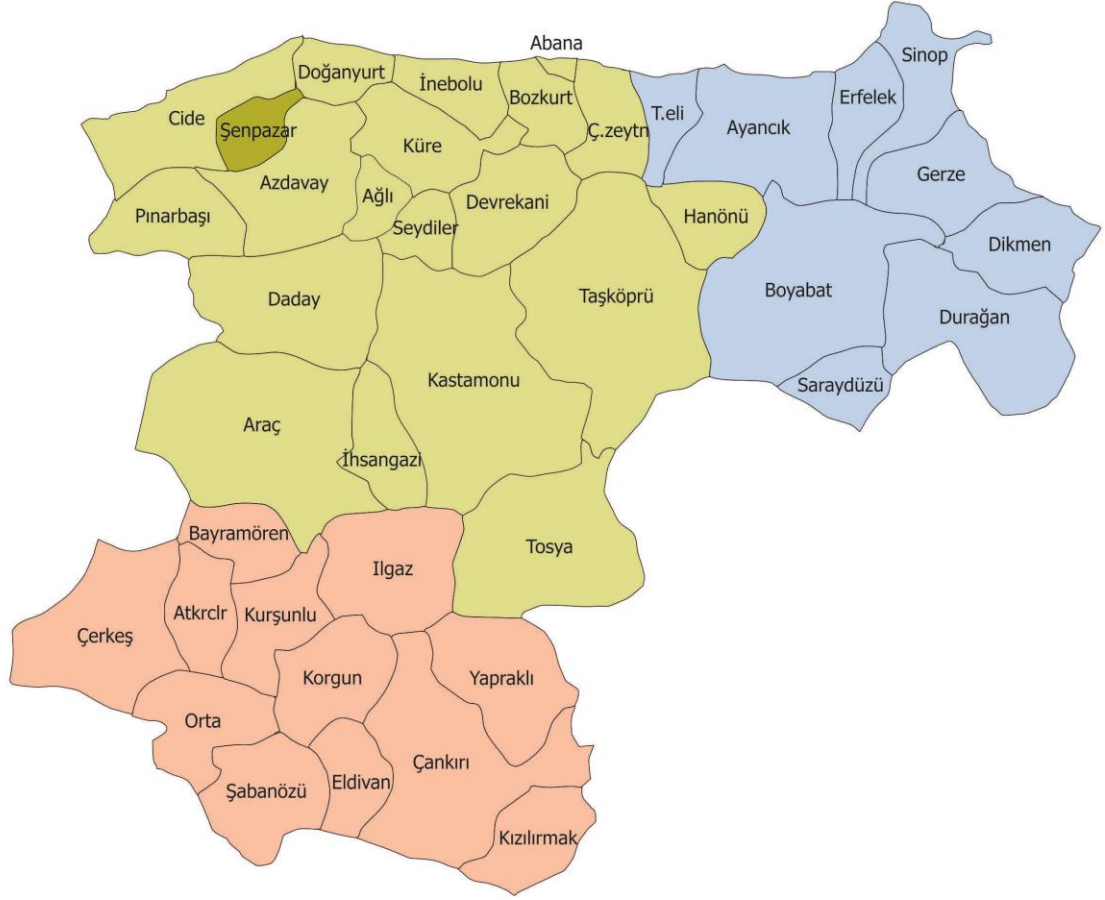 Abana
Sinop
Doğanyurt
İnebolu
Bozkurt
Erfelek
Cide
Şenpazar
T.eli
Ayancık
Ç.zeytn
Küre
Gerze
Azdavay
Ağlı
Devrekani
Pınarbaşı
Hanönü
Seydiler
Dikmen
Daday
Taşköprü
Boyabat
Durağan
Kastamonu
Saraydüzü
Araç
İhsangazi
Bayramören
Tosya
Ilgaz
Atkrclr
Kurşunlu
Çerkeş
Korgun
Yapraklı
Orta
Çankırı
Eldivan
Şabanözü
Kızılırmak